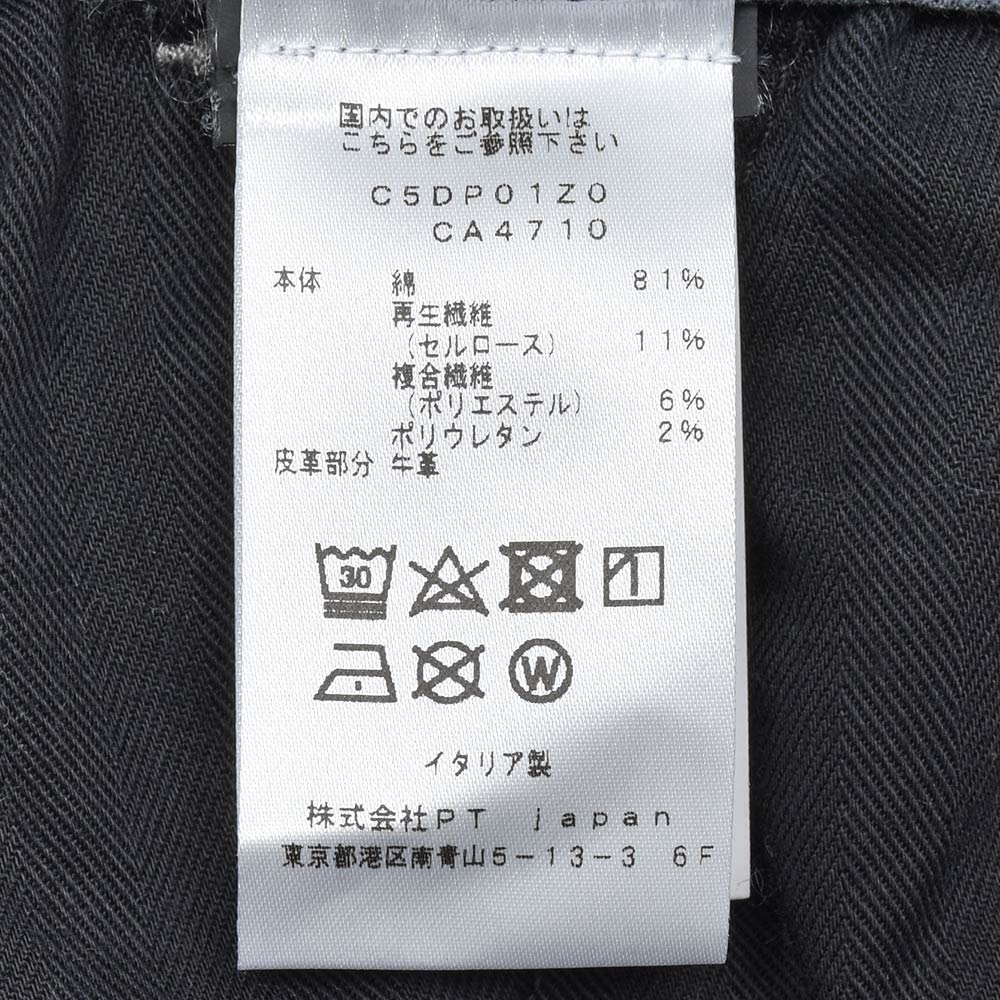 国内でのお取扱いは
こちらをご参照下さい
C5DP01Z0
CA4710
本体 綿 81%
再生繊維
(セルロース) 11%
複合繊維
(ポリエステル) 6%
ポリウレタン 2%
皮革部分 牛革
30
W
イタリア製
株式会社PT japan
東京都港区南青山5-13-3 6F